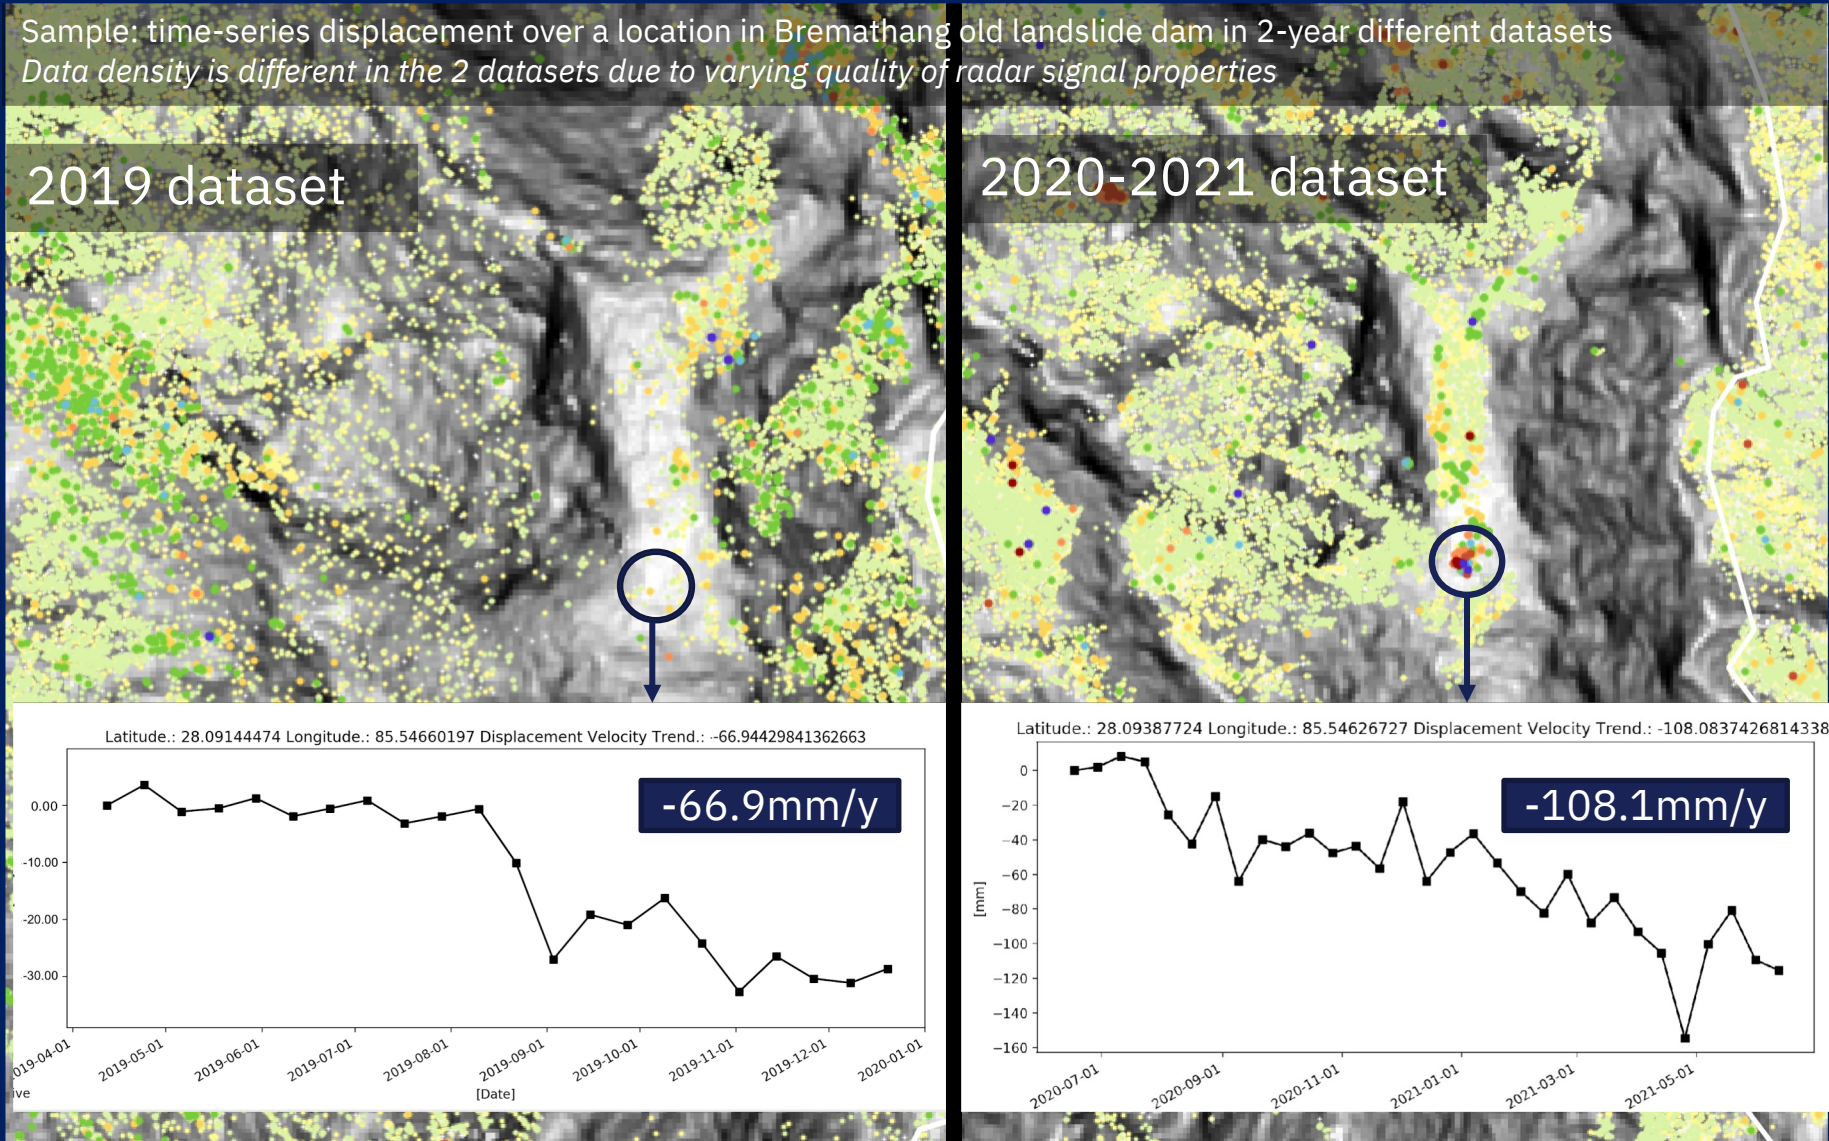 Sample: time-series displacement over a location in Bremathang old landslide dam in 2-year different datasets
Data density is different in the 2 datasets due to varying quality of radar signal properties
2019 dataset
2020-2021 dataset
Latitude.: 28.09144474 Longitude.: 85.54660197 Displacement Velocity Trend.: --66.94429841362663
-66.9mm/y
0.00
-10.00
-20.00
-30.00
2019-04-01
2019-05-01
2019-06-01
2019-07-01
2019-08-01
2019-09-01
2019-10-01
2019-11-01
2019-12-01
2020-01-01
ive
[Date]
Latitude.: 28.09387724 Longitude.: 85.54626727 Displacement Velocity Trend.: -108.0837426814338
-108.1mm/y
[mm]
0
−20
−40
−60
−80
−100
−120
−140
−160
2020-07-01
2020-09-01
2020-11-01
2021-01-01
2021-03-01
2021-05-01